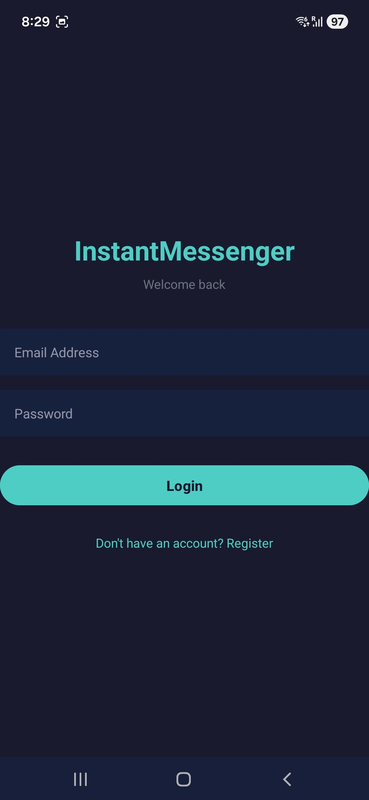 8:29
R
97
InstantMessenger
Welcome back
Email Address
Password
Login
Don't have an account? Register